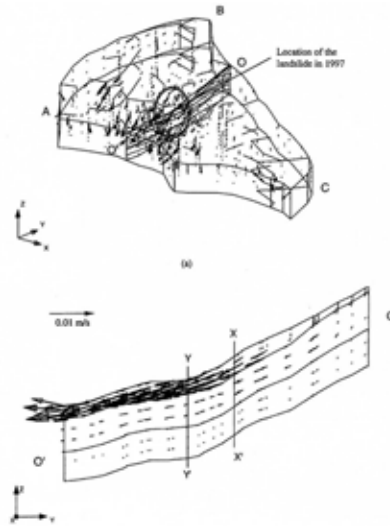 B
Location of the
landslide in 1997
O
A
O'
C
Z
Y
X
(a)
0.01 m/s
O
X
Y
Y'
X'
O'
Z
X
Y